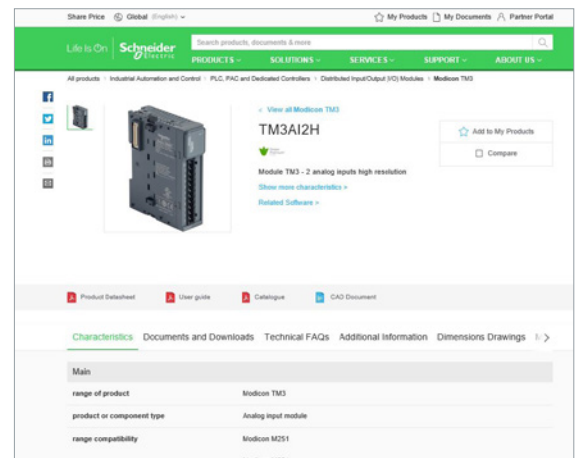 Share Price Global (English) My Products My Documents Partner Portal
Life Is On Schneider Electric Search products, documents & more
PRODUCTS SOLUTIONS SERVICES SUPPORT ABOUT US
All products Industrial Automation and Control PLC, PAC and Dedicated Controllers Distributed Input/Output (I/O) Modules Modicon TM3
< View all Modicon TM3
TM3AI2H
Add to My Products
Compare
Module TM3 - 2 analog inputs high resolution
Show more characteristics >
Related Software >
Product Datasheet User guide Catalogue CAD Document
Characteristics Documents and Downloads Technical FAQs Additional Information Dimensions Drawings
Main
range of product Modicon TM3
product or component type Analog input module
range compatibility Modicon M251